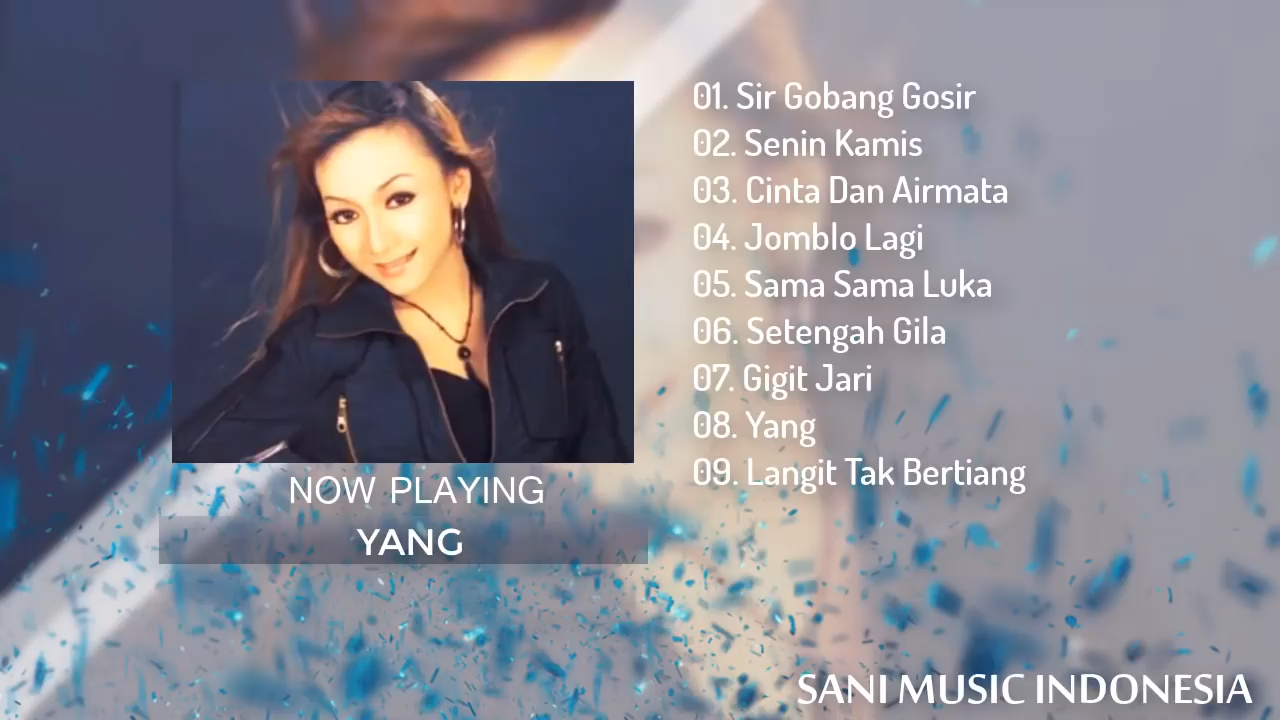 01. Sir Gobang Gosir
02. Senin Kamis
03. Cinta Dan Airmata
04. Jomblo Lagi
05. Sama Sama Luka
06. Setengah Gila
07. Gigit Jari
08. Yang
09. Langit Tak Bertiang
NOW PLAYING
YANG
SANI MUSIC INDONESIA